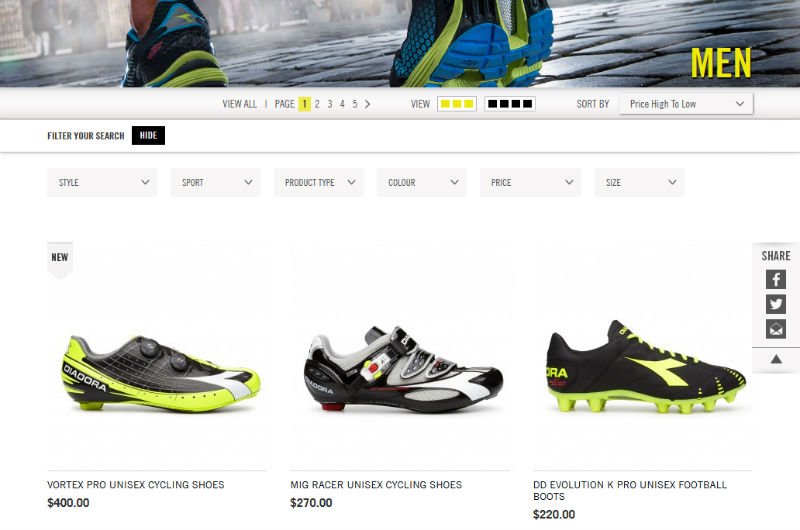 MEN
VIEW ALL | PAGE 1 2 3 4 5 >
VIEW
SORT BY Price High To Low
FILTER YOUR SEARCH HIDE
STYLE SPORT PRODUCT TYPE COLOUR PRICE SIZE
NEW
SHARE
DIADORA
DIADORA
DIADORA
DORA
VORTEX PRO UNISEX CYCLING SHOES
$400.00
MIG RACER UNISEX CYCLING SHOES
$270.00
DD EVOLUTION K PRO UNISEX FOOTBALL
BOOTS
$220.00